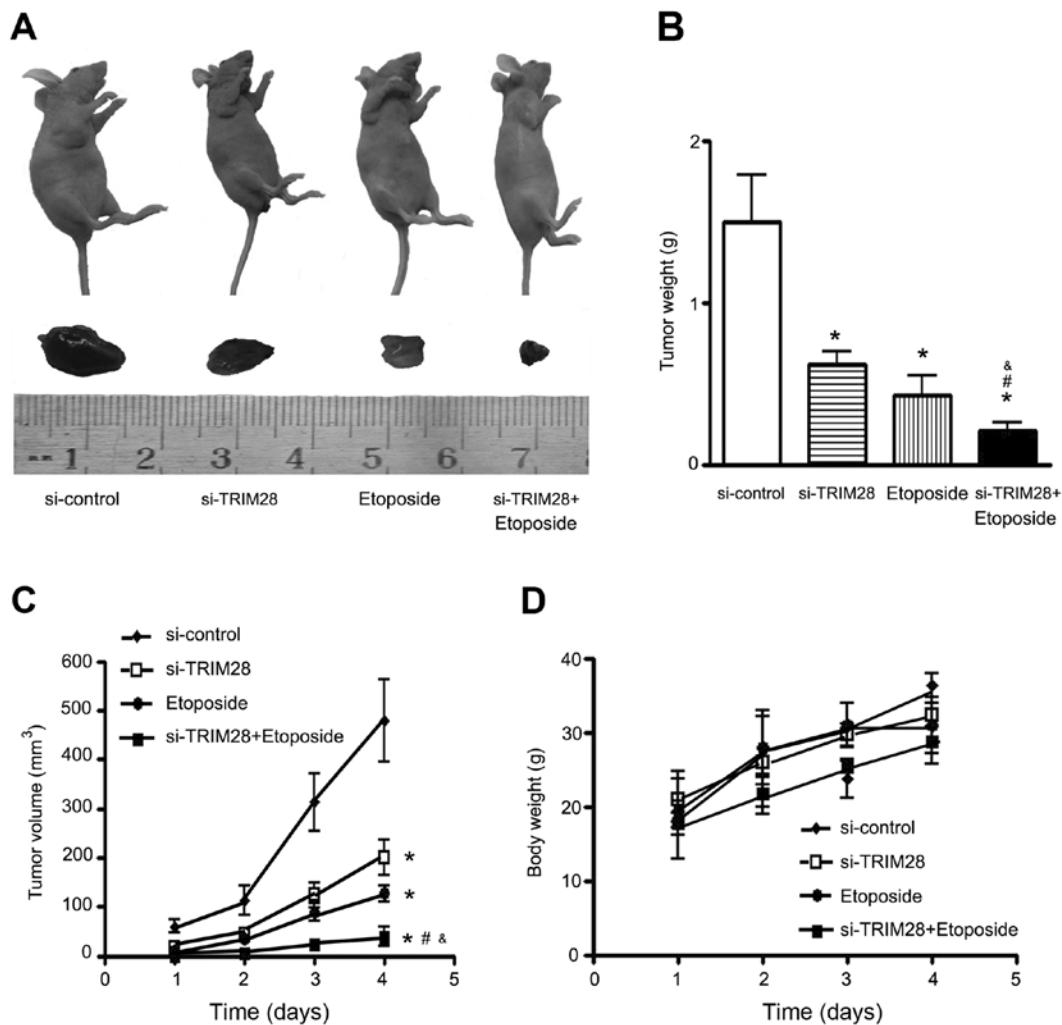 A
mm 1 2 3 4 5 6 7
si-control si-TRIM28 Etoposide si-TRIM28+
Etoposide
B
Tumor weight (g)
2
1
0
*
*
&
#
*
si-control si-TRIM28 Etoposide si-TRIM28+
Etoposide
C
si-control
si-TRIM28
Etoposide
si-TRIM28+Etoposide
Tumor volume (mm³)
600
500
400
300
200
100
0
*
*
* # &
0 1 2 3 4 5
Time (days)
D
Body weight (g)
40
30
20
10
0
si-control
si-TRIM28
Etoposide
si-TRIM28+Etoposide
0 1 2 3 4 5
Time (days)